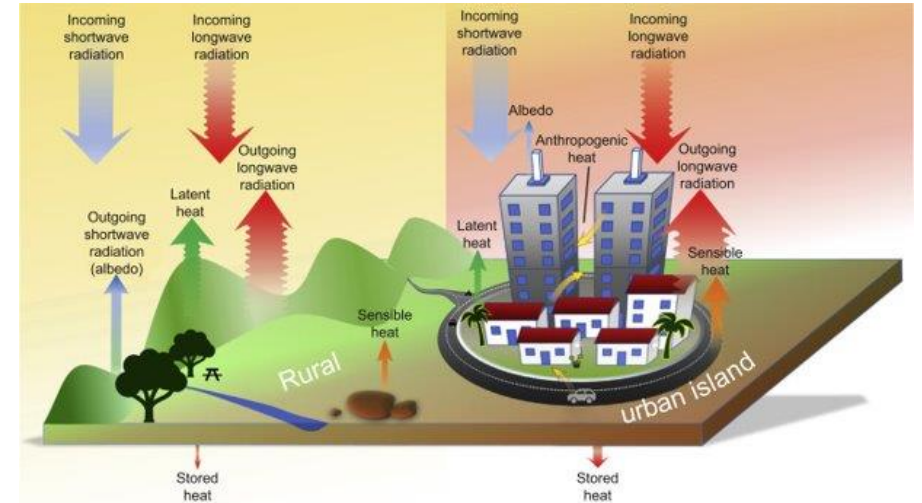 Incoming
shortwave
radiation
Incoming
longwave
radiation
Incoming
shortwave
radiation
Incoming
longwave
radiation
Albedo
Anthropogenic
heat
Outgoing
longwave
radiation
Outgoing
longwave
radiation
Latent
heat
Outgoing
shortwave
radiation
(albedo)
Latent
heat
Sensible
heat
Sensible
heat
Rural
urban island
Stored
heat
Stored
heat